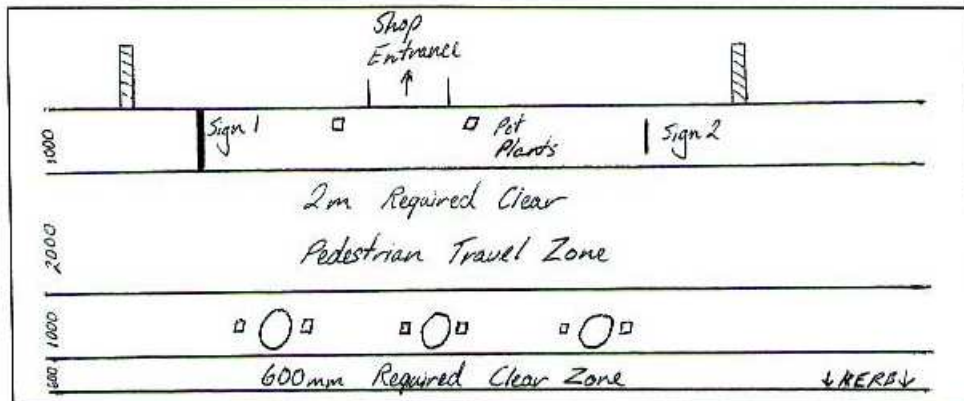 Shop
Entrance
Sign 1
Pot
Plants
Sign 2
1000
2m Required Clear
Pedestrian Travel Zone
2000
1000
600
600mm Required Clear Zone
↓KERB↓